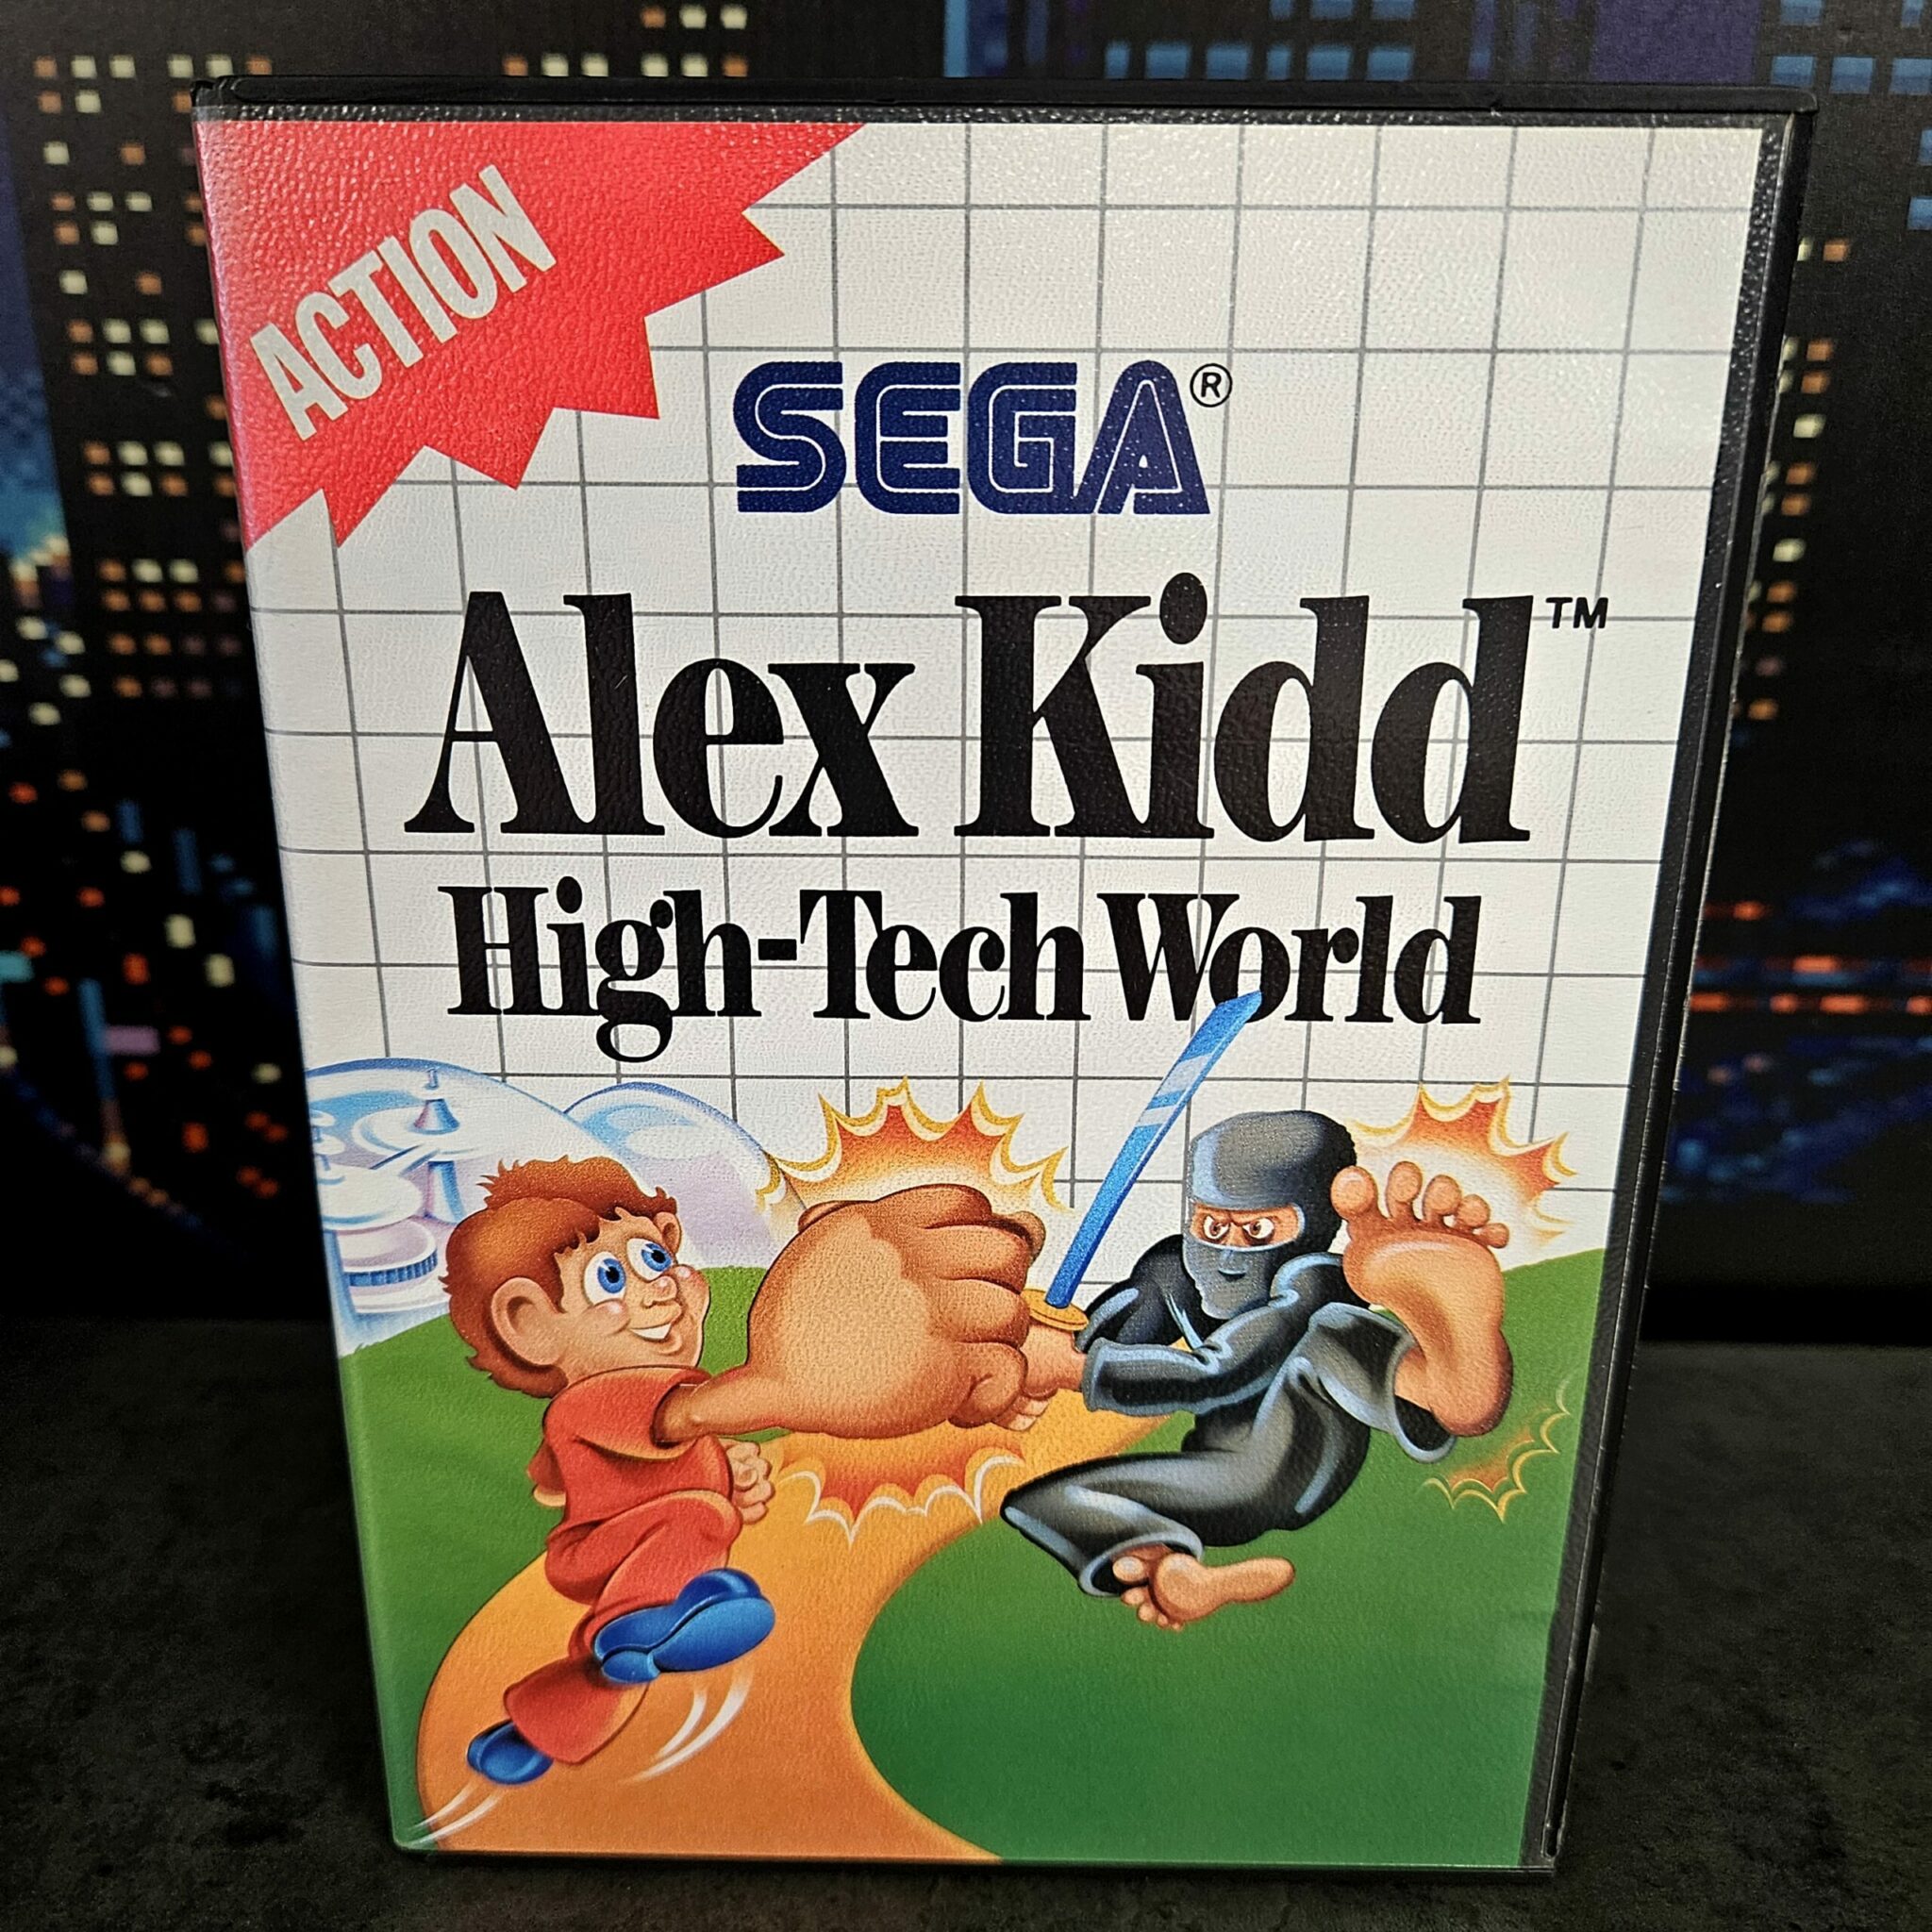 ACTION
SEGA®
Alex Kidd™
High-Tech World